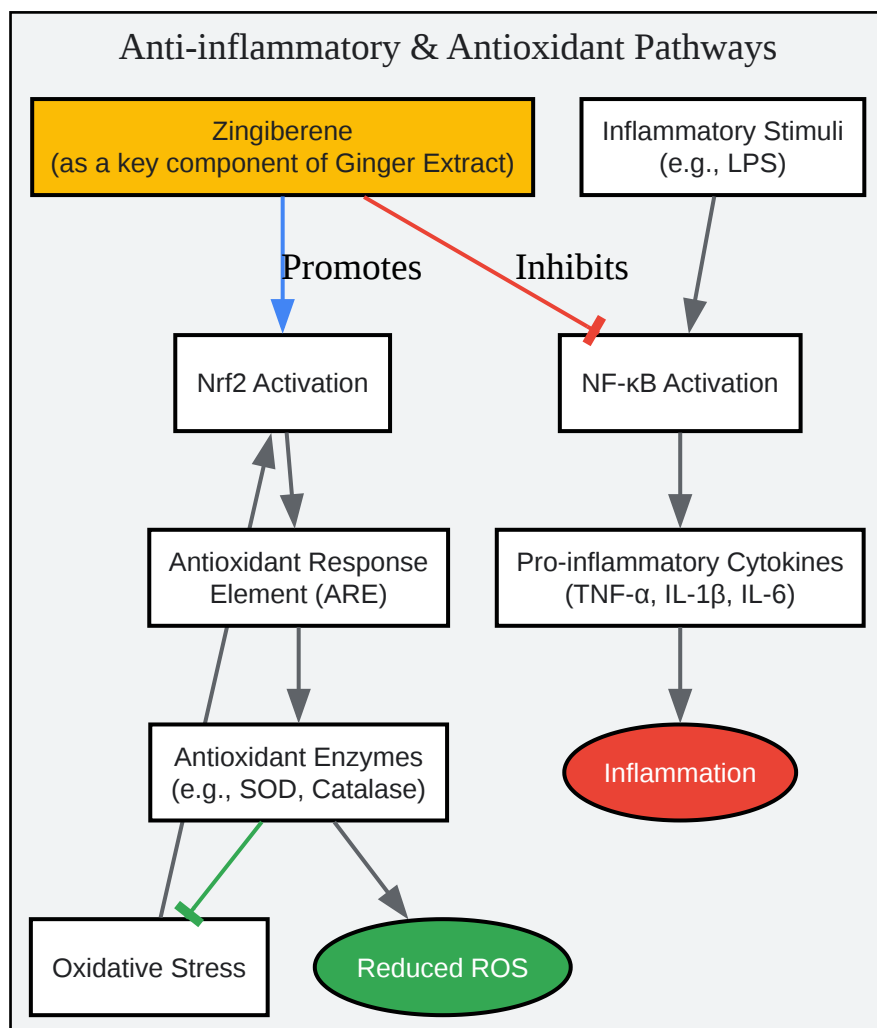 Anti-inflammatory & Antioxidant Pathways
Zingiberene
(as a key component of Ginger Extract)
Inflammatory Stimuli
(e.g., LPS)
Promotes
Inhibits
Nrf2 Activation
NF-κB Activation
Antioxidant Response
Element (ARE)
Pro-inflammatory Cytokines
(TNF-α, IL-1β, IL-6)
Antioxidant Enzymes
(e.g., SOD, Catalase)
Inflammation
Oxidative Stress
Reduced ROS